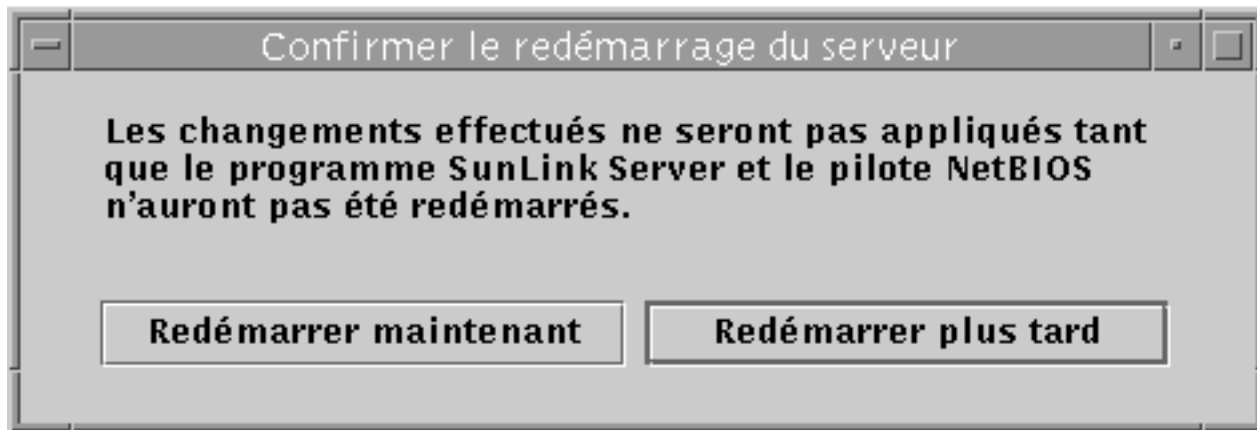 Confirmer le redémarrage du serveur
Les changements effectués ne seront pas appliqués tant
que le programme SunLink Server et le pilote NetBIOS
n'auront pas été redémarrés.
Redémarrer maintenant
Redémarrer plus tard